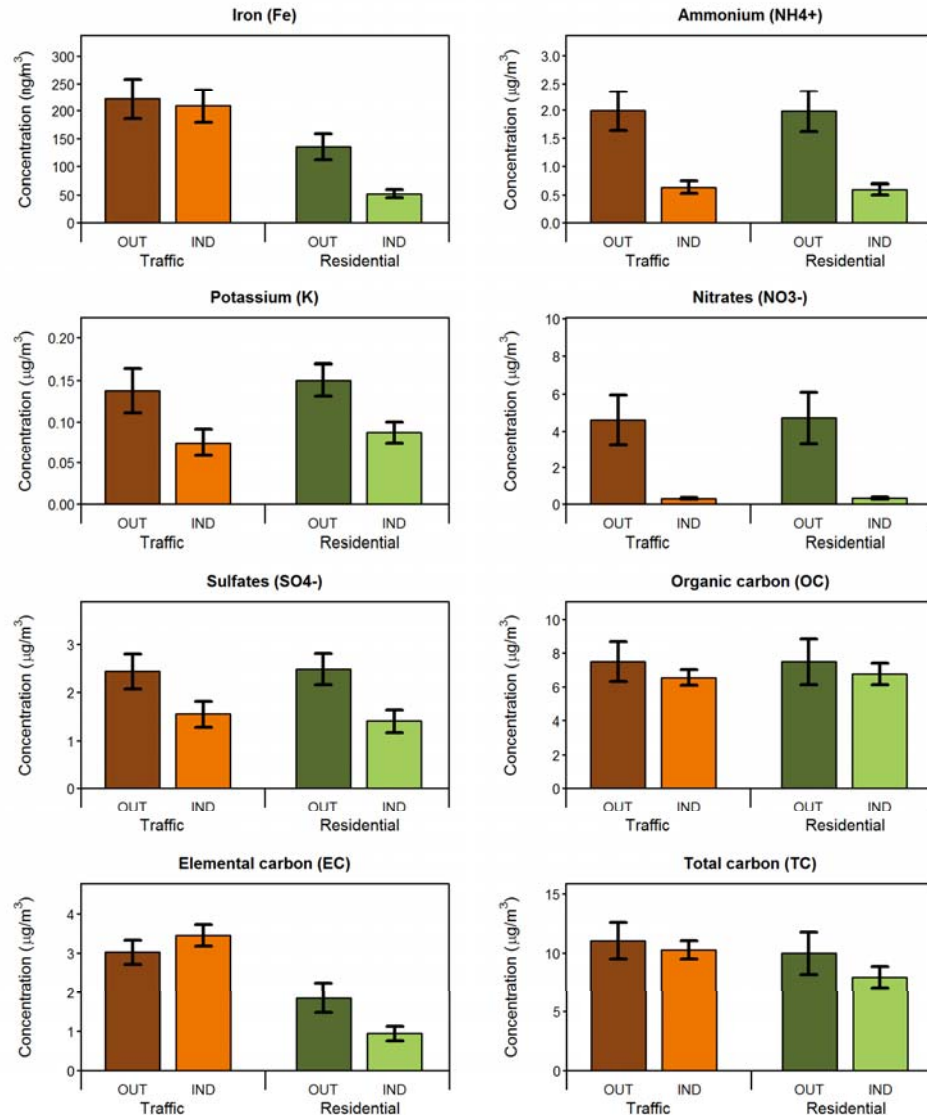 Iron (Fe)
Concentration (ng/m³)
300
250
200
150
100
50
0
OUT IND OUT IND
Traffic Residential
Ammonium (NH4+)
Concentration (µg/m³)
3.0
2.5
2.0
1.5
1.0
0.5
0.0
OUT IND OUT IND
Traffic Residential
Potassium (K)
Concentration (µg/m³)
0.20
0.15
0.10
0.05
0.00
OUT IND OUT IND
Traffic Residential
Nitrates (NO3-)
Concentration (µg/m³)
10
8
6
4
2
0
OUT IND OUT IND
Traffic Residential
Sulfates (SO4-)
Concentration (µg/m³)
3
2
1
0
OUT IND OUT IND
Traffic Residential
Organic carbon (OC)
Concentration (µg/m³)
10
8
6
4
2
0
OUT IND OUT IND
Traffic Residential
Elemental carbon (EC)
Concentration (µg/m³)
4
3
2
1
0
OUT IND OUT IND
Traffic Residential
Total carbon (TC)
Concentration (µg/m³)
15
10
5
0
OUT IND OUT IND
Traffic Residential